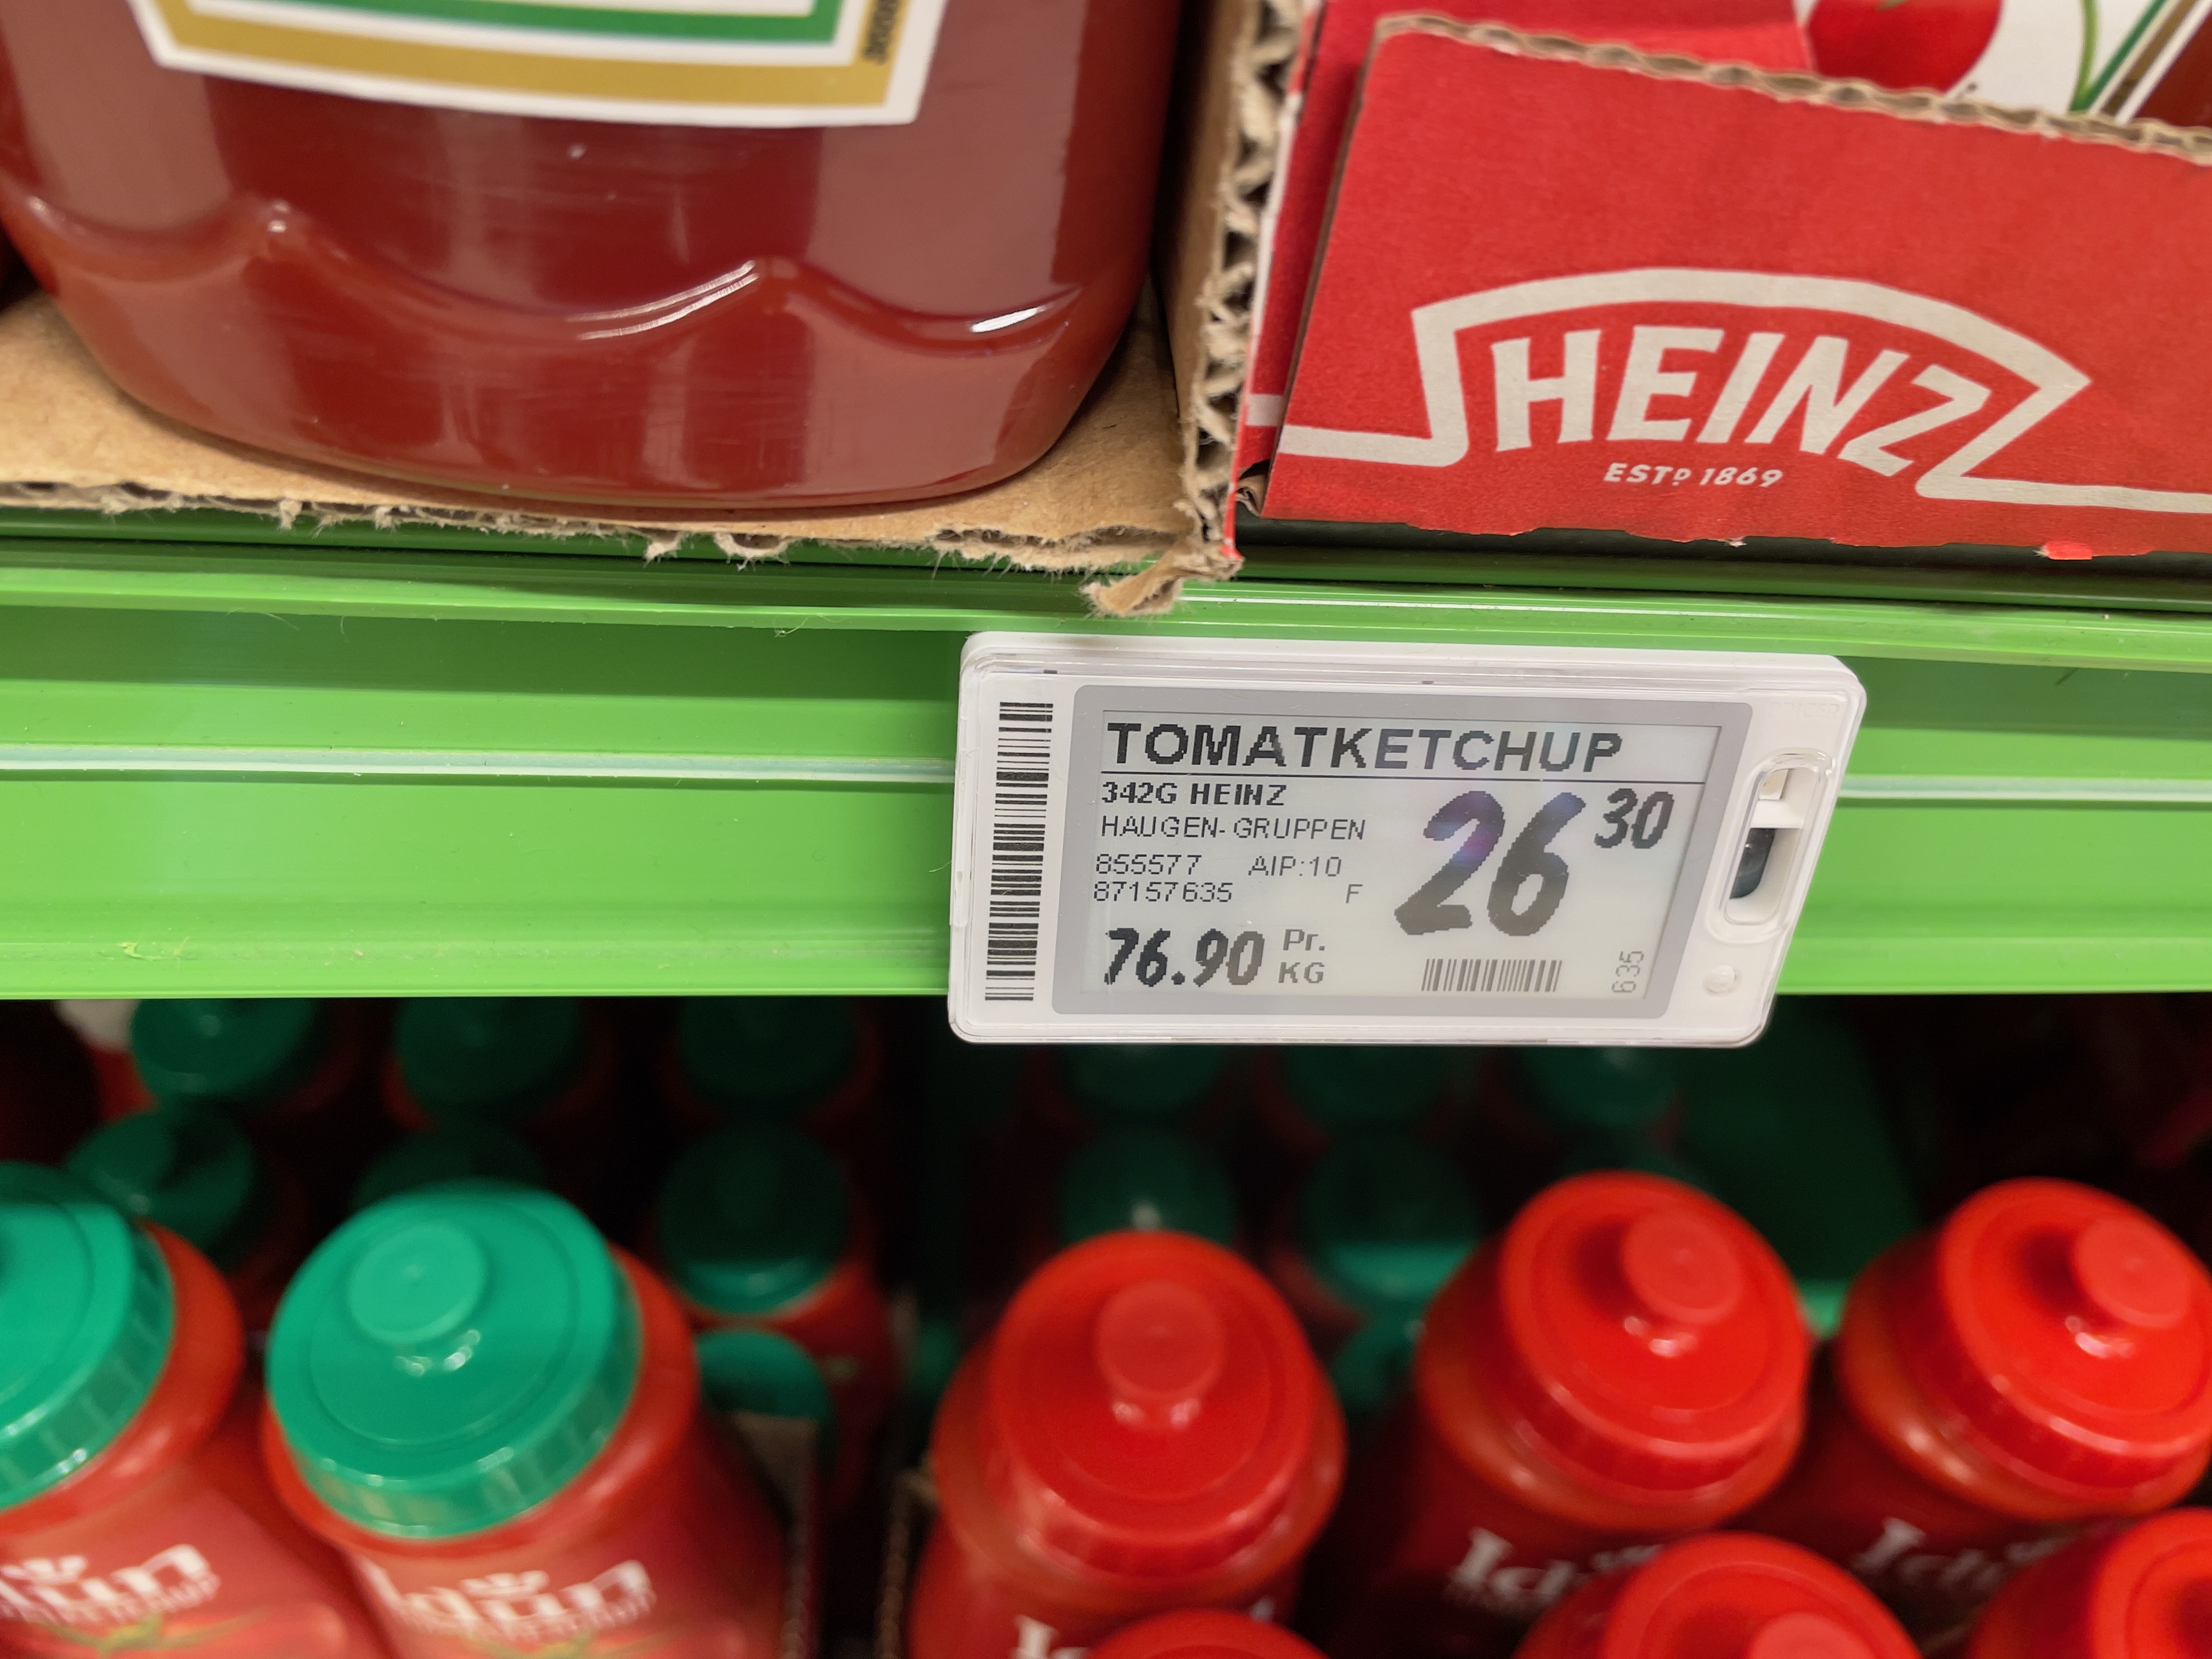 HEINZ
ESTD 1869
TOMATKETCHUP
342G HEINZ
HAUGEN-GRUPPEN
26 30
855577 AIP:10
87157635 F
76.90 Pr.
KG
635
Idun